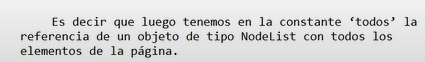 Es decir que luego tenemos en la constante ‘todos’ la
referencia de un objeto de tipo NodeList con todos los
elementos de la página.